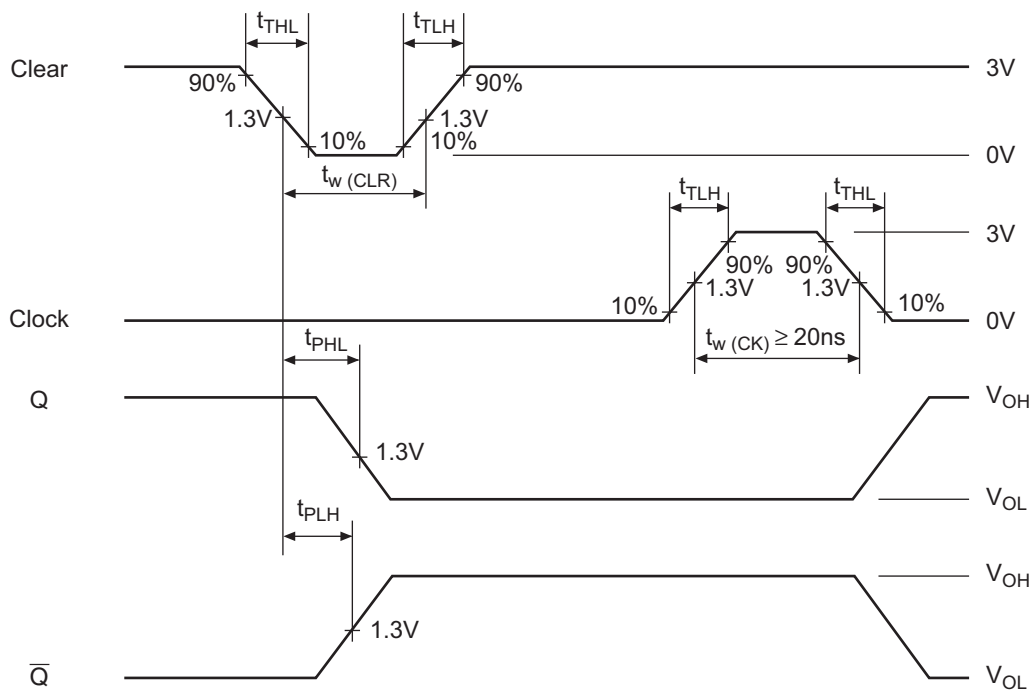 tTHL tTLH
Clear 3V
90% 90%
1.3V 1.3V
10% 10%
0V
tw (CLR)
tTLH tTHL
3V
90% 90%
1.3V 1.3V
10% 10%
Clock 0V
tPHL tw (CK) ≥ 20ns
Q VOH
1.3V
VOL
tPLH
VOH
1.3V
Q̅ VOL